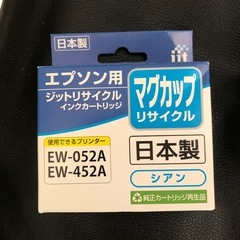 日本製
jit
エプソン用
ジットリサイクル
インクカートリッジ
マグカップ
リサイクル
使用できるプリンター
EW-052A
EW-452A
日本製
シアン
純正カートリッジ再生品